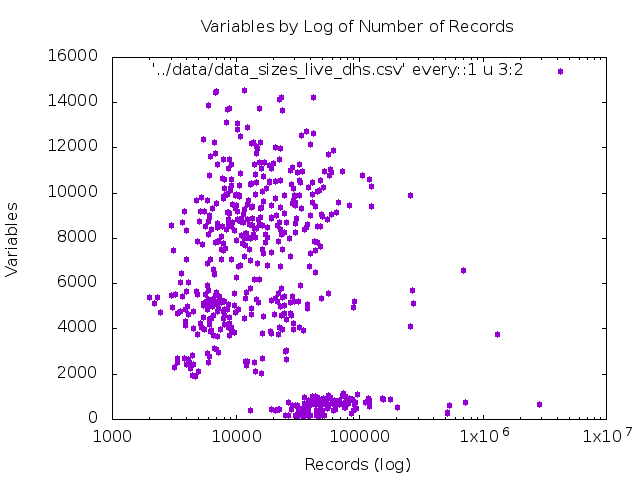 Variables by Log of Number of Records
'../data/data_sizes_live_dhs.csv' every::1 u 3:2
16000
14000
12000
10000
8000
6000
4000
2000
0
Variables
1000 10000 100000 1x10^6 1x10^7
Records (log)